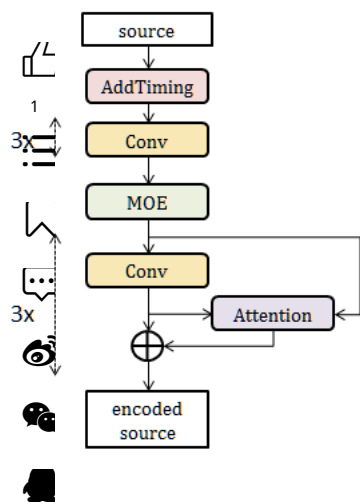 source
AddTiming
1
3x
Conv
MOE
Conv
3x
Attention
encoded
source